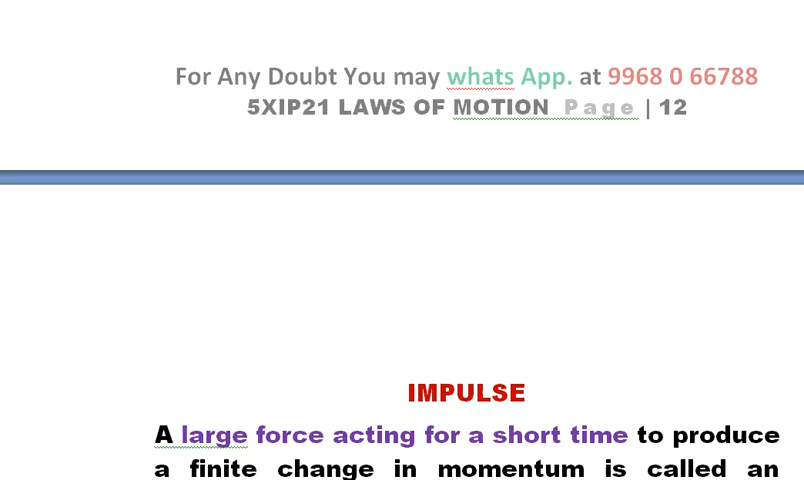 For Any Doubt You may whats App. at 9968 0 66788
5XIP21 LAWS OF MOTION Page | 12
IMPULSE
A large force acting for a short time to produce
a finite change in momentum is called an